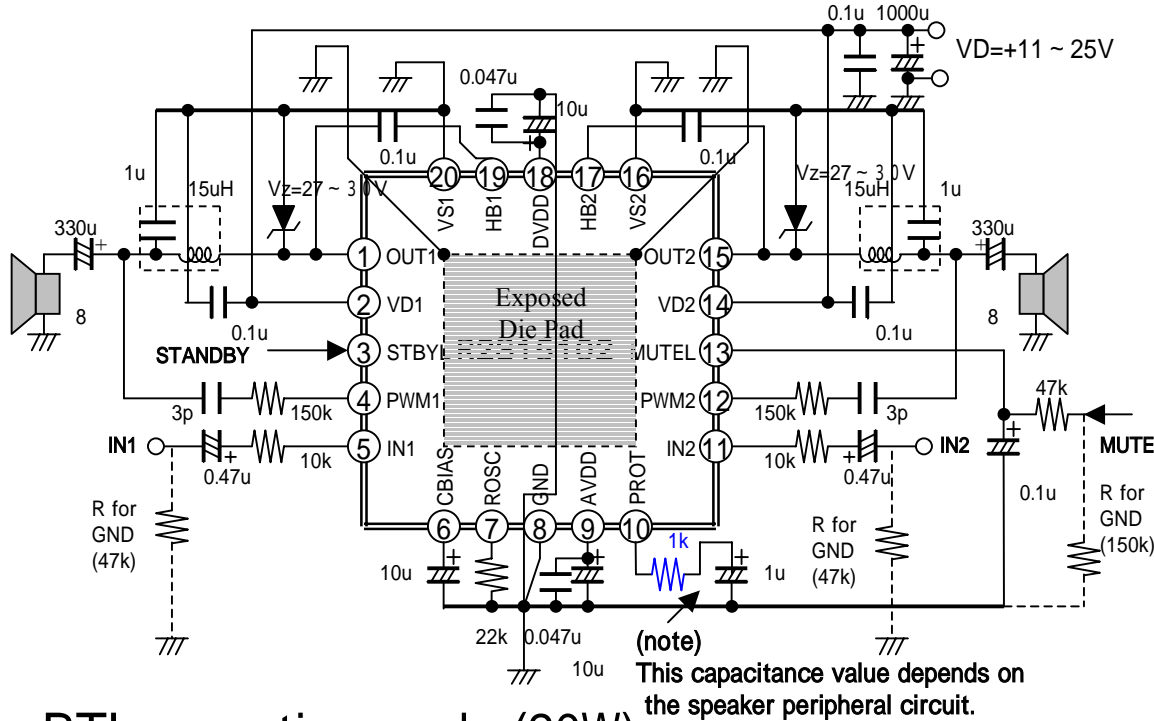 0.1u 1000u
VD=+11 ~ 25V
0.047u
10u
0.1u
0.1u
1u
15uH
Vz=27 ~ 30V
Vz=27 ~ 30V
15uH
1u
330u
330u
20 19 18 17 16
VS1 HB1 DVDD HB2 VS2
1 OUT1
OUT2 15
2 VD1
VD2 14
Exposed
Die Pad
8
0.1u
0.1u
8
STANDBY
3 STBYL
MUTEL 13
4 PWM1
PWM2 12
3p
150k
150k
3p
47k
MUTE
IN1
5 IN1
IN2 11
IN2
0.47u
10k
10k
0.47u
0.1u
CBIAS ROSC GND AVDD PROT
6 7 8 9 10
R for
GND
(47k)
R for
GND
(47k)
R for
GND
(150k)
10u
1k
1u
22k 0.047u
10u
(note)
This capacitance value depends on
the speaker peripheral circuit.